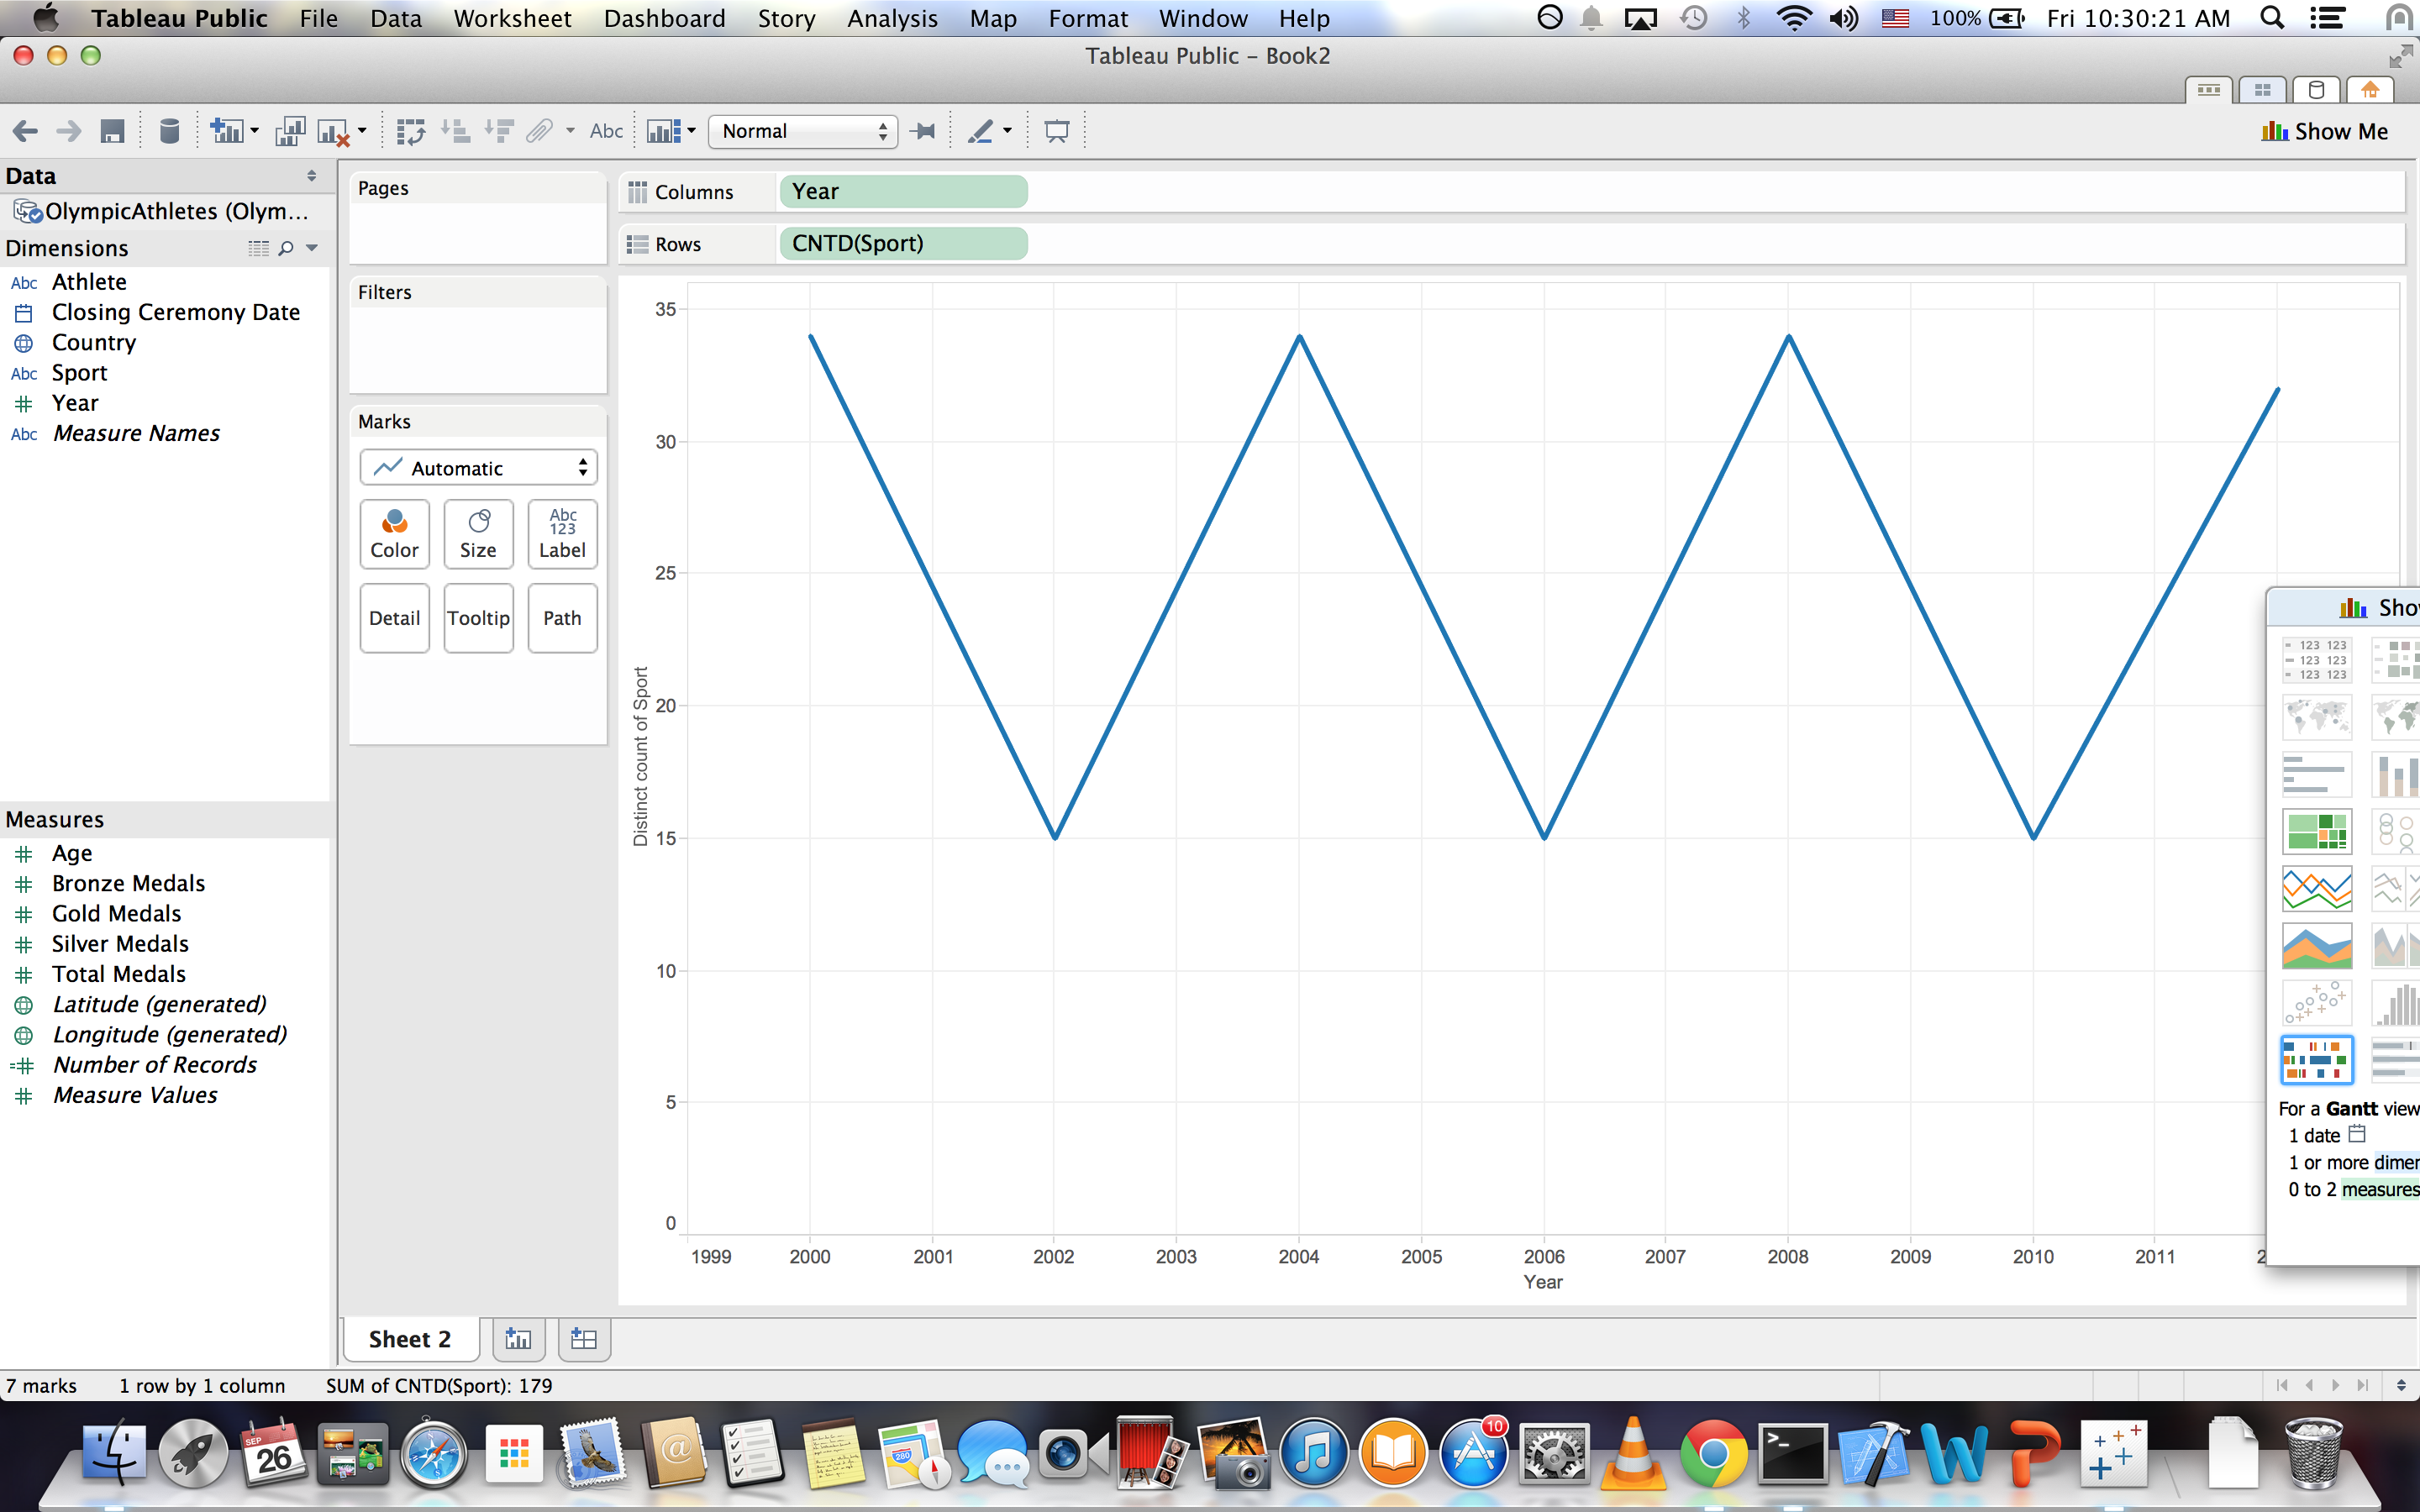 Tableau Public File Data Worksheet Dashboard Story Analysis Map Format Window Help 100% Fri 10:30:21 AM
Tableau Public – Book2
Abc Normal Show Me
Data
OlympicAthletes (Olym...
Dimensions
Abc Athlete
Closing Ceremony Date
Country
Abc Sport
Year
Abc Measure Names
Measures
Age
Bronze Medals
Gold Medals
Silver Medals
Total Medals
Latitude (generated)
Longitude (generated)
Number of Records
Measure Values
Pages
Filters
Marks
Automatic
Color Size Abc 123 Label
Detail Tooltip Path
Columns Year
Rows CNTD(Sport)
Distinct count of Sport
35
30
25
20
15
10
5
0
1999 2000 2001 2002 2003 2004 2005 2006 2007 2008 2009 2010 2011
Year
123 123
123 123
123 123
For a Gantt view
1 date
1 or more
0 to 2 measures
Sheet 2
7 marks 1 row by 1 column SUM of CNTD(Sport): 179
SEP
26
280
10